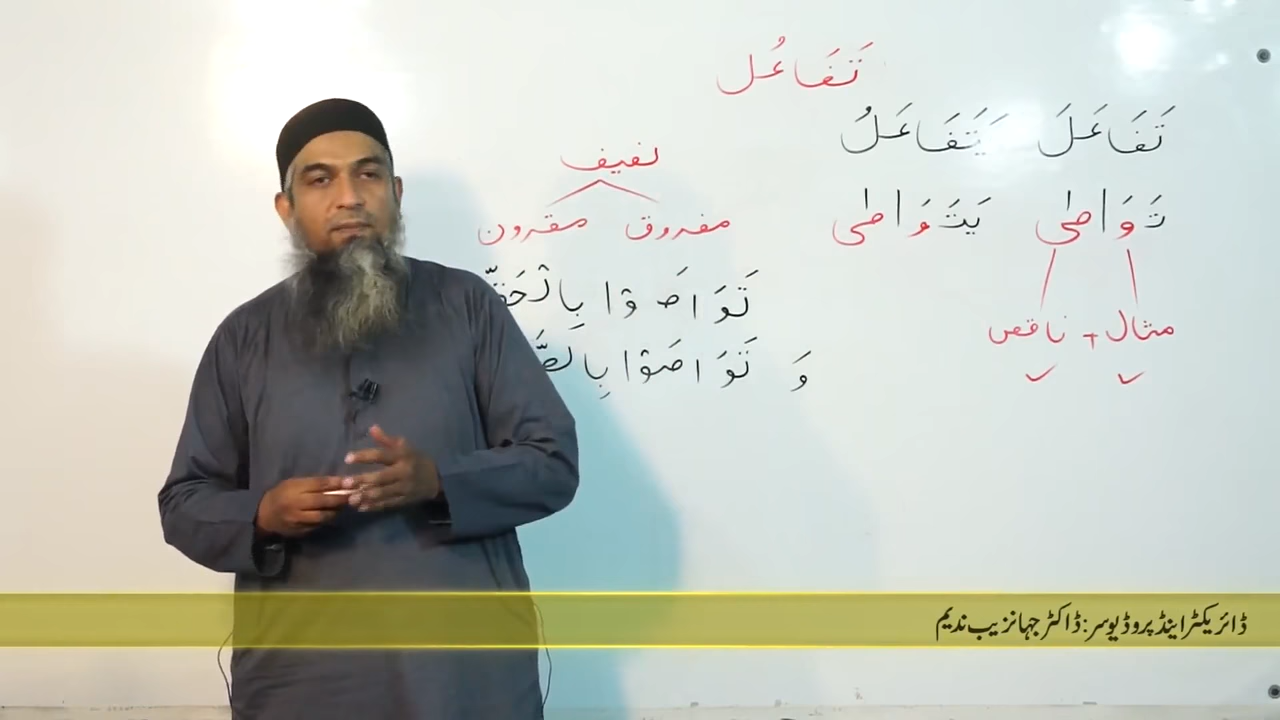 تَفَاعُل
تَفَاعَلَ يَتَفَاعَلُ
تَوَاصٰی يَتَوَاصٰی
لفیف
مفروق مقرون
مثال + ناقص
تَوَاصَوْا بِالْحَقِّ
وَ تَوَاصَوْا بِالصَّ
ڈائریکٹر اینڈ پروڈیوسر: ڈاکٹر جہانزیب ندیم